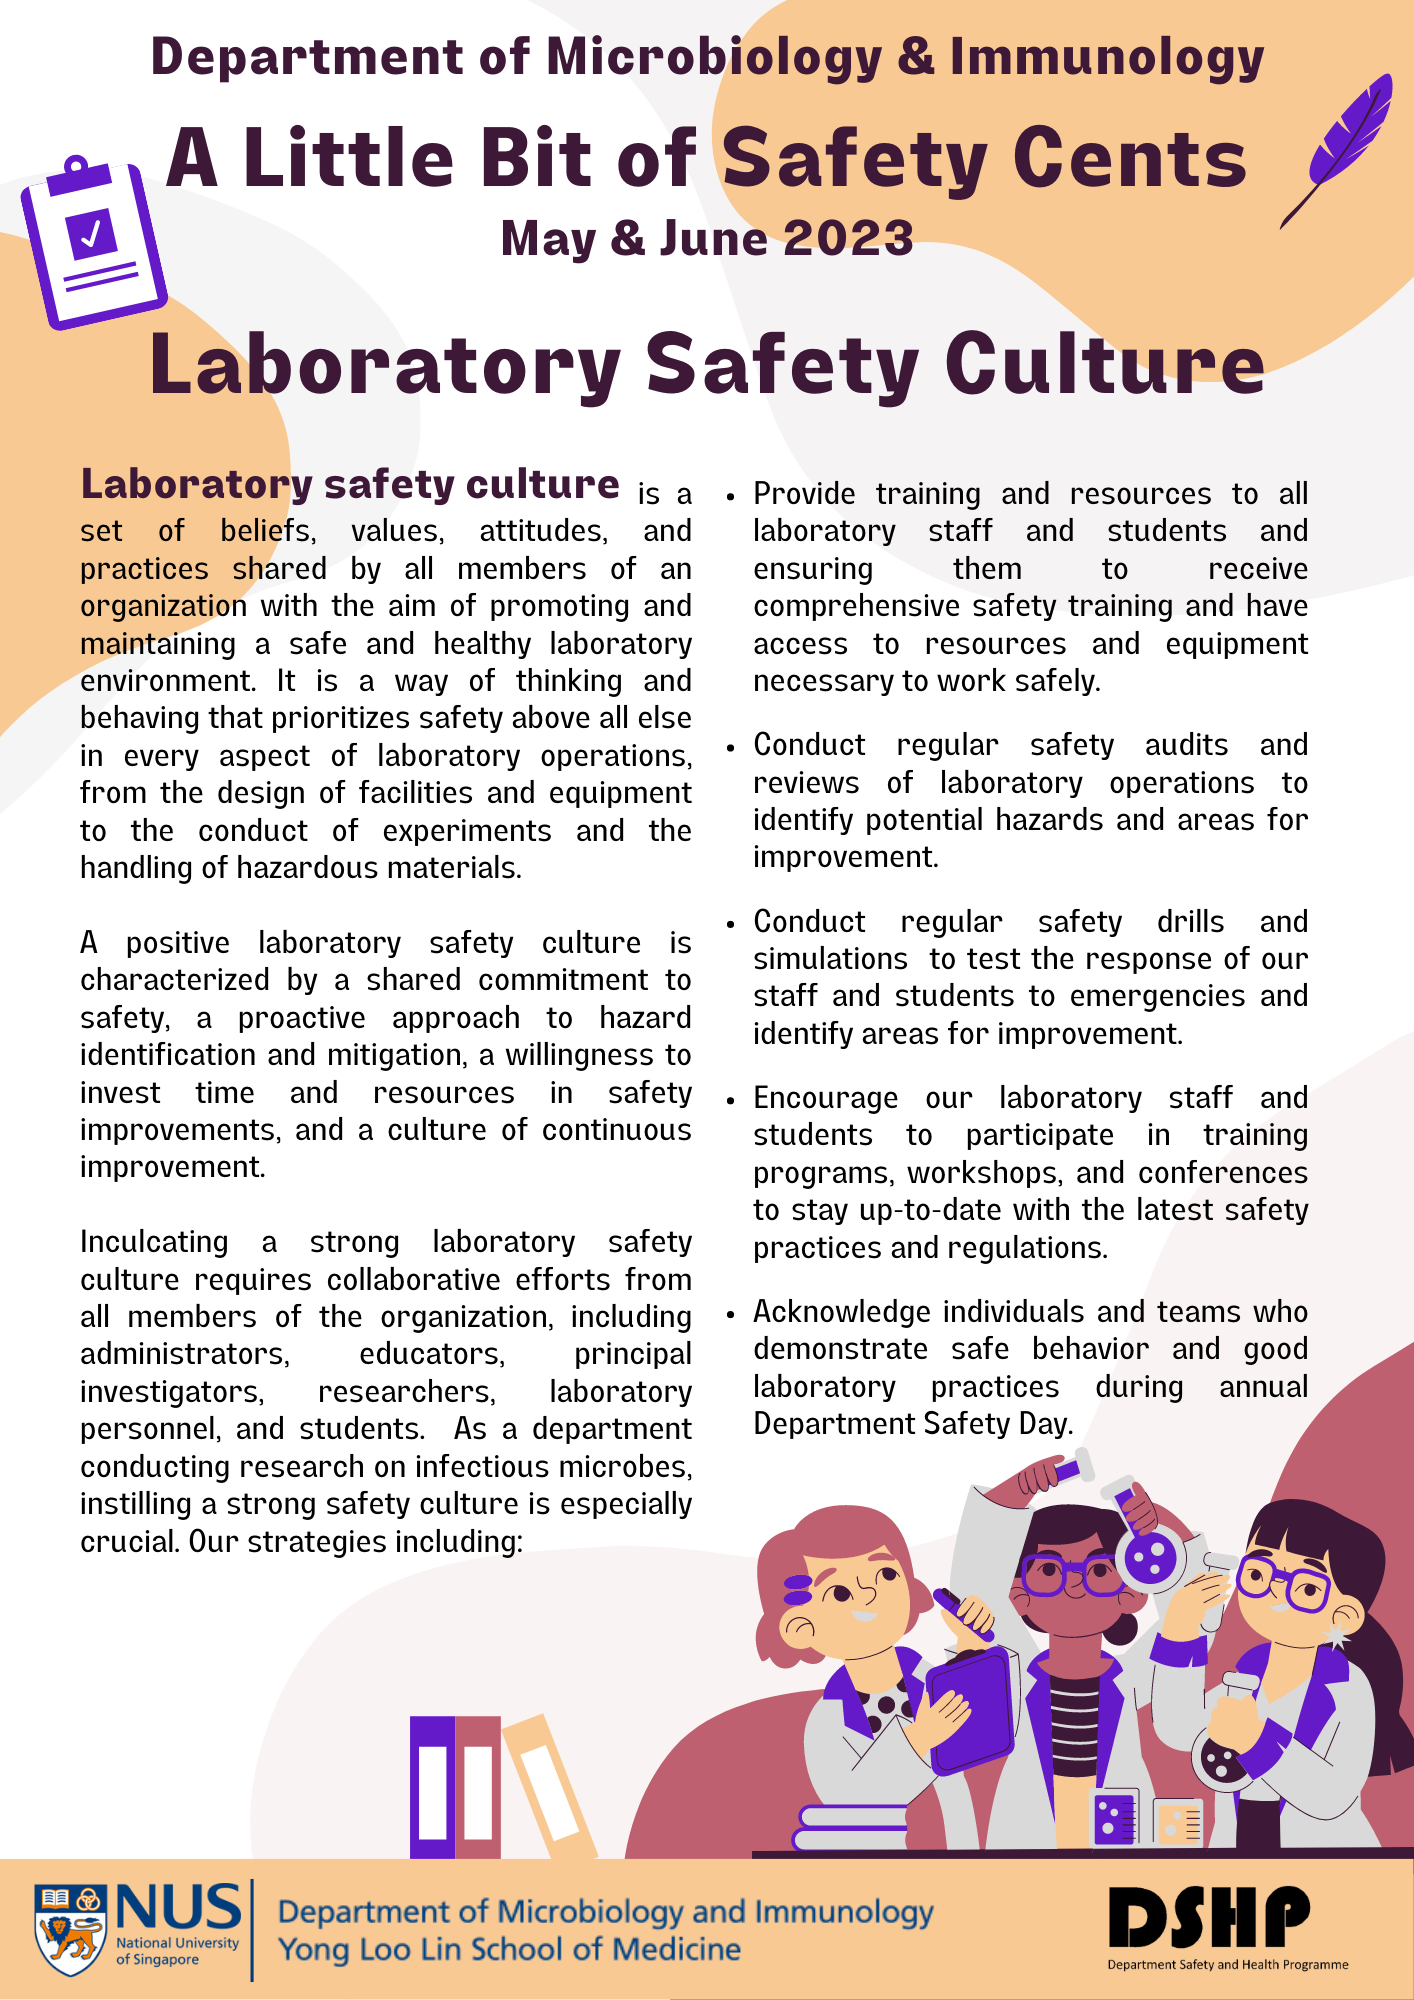 Department of Microbiology & Immunology
A Little Bit of Safety Cents
May & June 2023
Laboratory Safety Culture
Laboratory safety culture is a
set of beliefs, values, attitudes, and
practices shared by all members of an
organization with the aim of promoting and
maintaining a safe and healthy laboratory
environment. It is a way of thinking and
behaving that prioritizes safety above all else
in every aspect of laboratory operations,
from the design of facilities and equipment
to the conduct of experiments and the
handling of hazardous materials.
A positive laboratory safety culture is
characterized by a shared commitment to
safety, a proactive approach to hazard
identification and mitigation, a willingness to
invest time and resources in safety
improvements, and a culture of continuous
improvement.
Inculcating a strong laboratory safety
culture requires collaborative efforts from
all members of the organization, including
administrators, educators, principal
investigators, researchers, laboratory
personnel, and students. As a department
conducting research on infectious microbes,
instilling a strong safety culture is especially
crucial. Our strategies including:
• Provide training and resources to all
laboratory staff and students and
ensuring them to receive
comprehensive safety training and have
access to resources and equipment
necessary to work safely.
• Conduct regular safety audits and
reviews of laboratory operations to
identify potential hazards and areas for
improvement.
• Conduct regular safety drills and
simulations to test the response of our
staff and students to emergencies and
identify areas for improvement.
• Encourage our laboratory staff and
students to participate in training
programs, workshops, and conferences
to stay up-to-date with the latest safety
practices and regulations.
• Acknowledge individuals and teams who
demonstrate safe behavior and good
laboratory practices during annual
Department Safety Day.
NUS
National University
of Singapore
Department of Microbiology and Immunology
Yong Loo Lin School of Medicine
DSHP
Department Safety and Health Programme